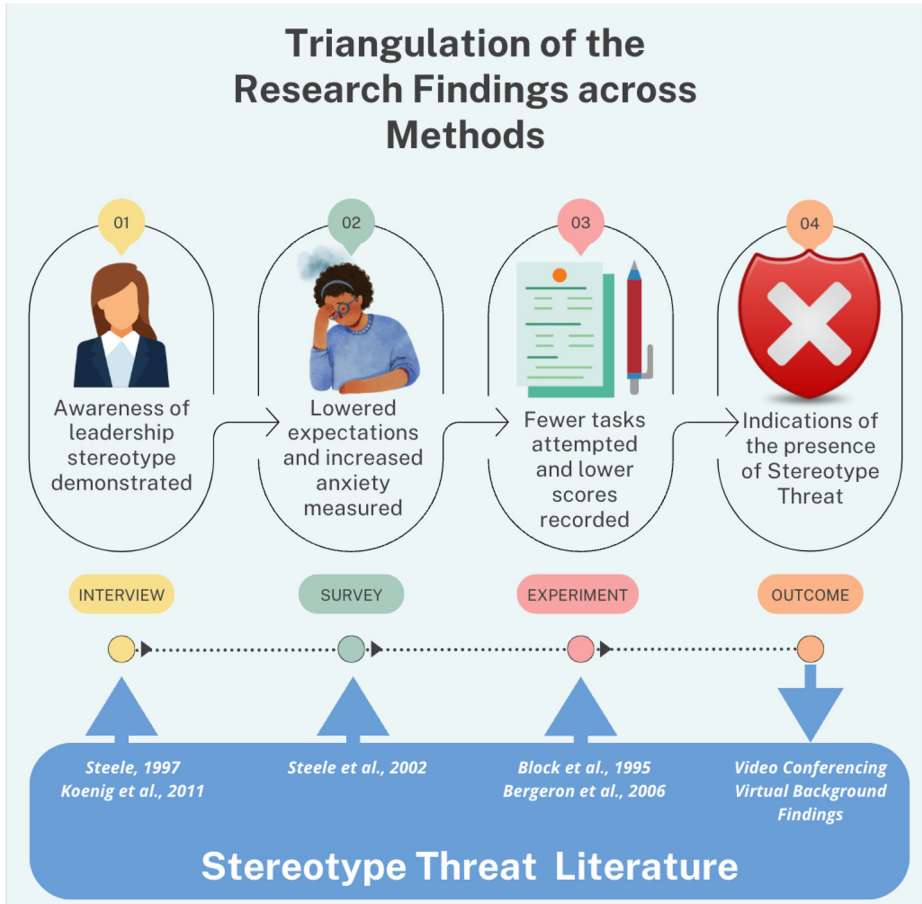 Triangulation of the
Research Findings across
Methods
01
Awareness of
leadership
stereotype
demonstrated
02
Lowered
expectations
and increased
anxiety
measured
03
Fewer tasks
attempted
and lower
scores
recorded
04
Indications of
the presence
of Stereotype
Threat
INTERVIEW
SURVEY
EXPERIMENT
OUTCOME
Steele, 1997
Koenig et al., 2011
Steele et al., 2002
Block et al., 1995
Bergeron et al., 2006
Video Conferencing
Virtual Background
Findings
Stereotype Threat Literature